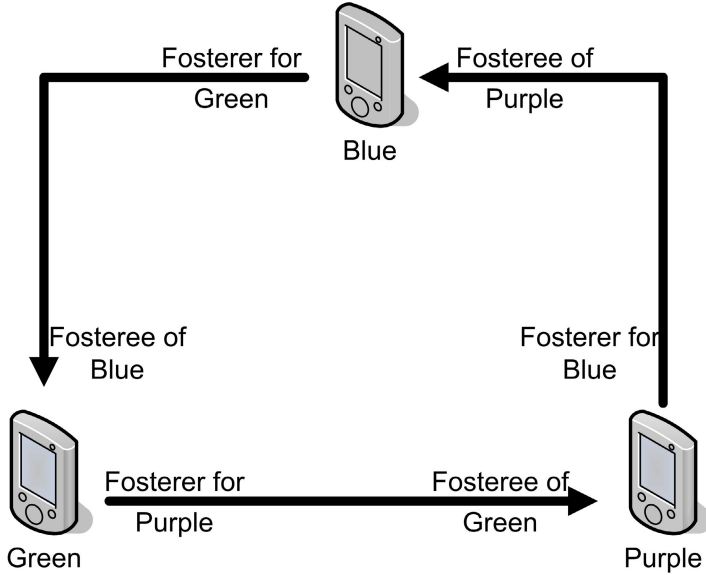 Fosterer for
Green
Fosteree of
Purple
Blue
Fosteree of
Blue
Fosterer for
Blue
Fosterer for
Purple
Fosteree of
Green
Green
Purple